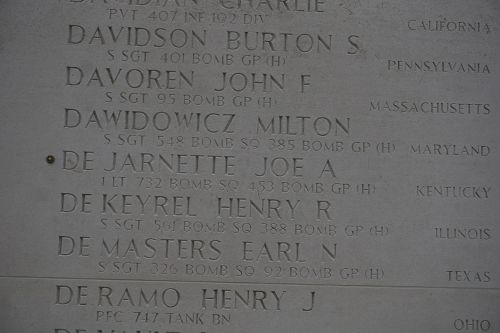 CHARLIE
PVT 407 INF 102 DIV CALIFORNIA
DAVIDSON BURTON S
S SGT 401 BOMB GP (H) PENNSYLVANIA
DAVOREN JOHN F
S SGT 95 BOMB GP (H) MASSACHUSETTS
DAWIDOWICZ MILTON
S SGT 548 BOMB SQ 385 BOMB GP (H) MARYLAND
DE JARNETTE JOE A
1 LT 732 BOMB SQ 453 BOMB GP (H) KENTUCKY
DE KEYREL HENRY R
S SGT 561 BOMB SQ 388 BOMB GP (H) ILLINOIS
DE MASTERS EARL N
S SGT 326 BOMB SQ 92 BOMB GP (H) TEXAS
DE RAMO HENRY J
PFC 747 TANK BN OHIO